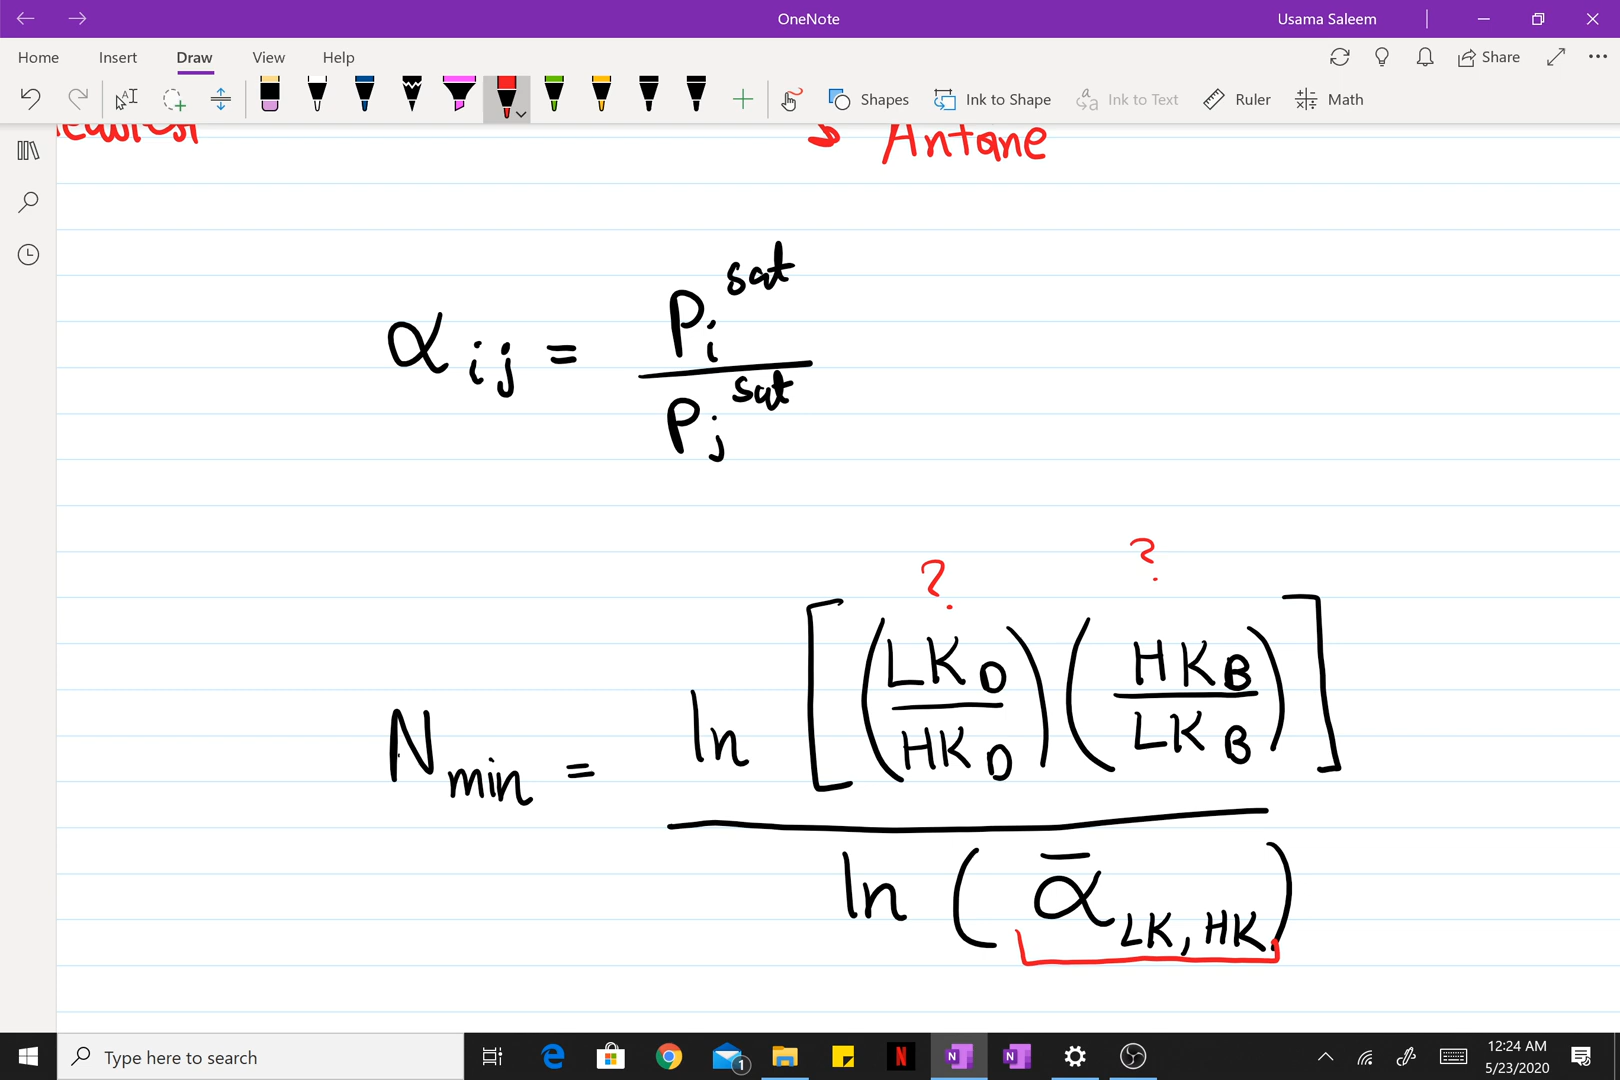 OneNote
Usama Saleem
Home Insert Draw View Help
Share
Shapes Ink to Shape Ink to Text Ruler Math
→ Antone
α ij = Pi sat / Pj sat
? ?
N min = ln [ ( LK D / HK D ) ( HK B / LK B ) ] / ln ( ᾱ LK, HK )
Type here to search
1
12:24 AM
5/23/2020